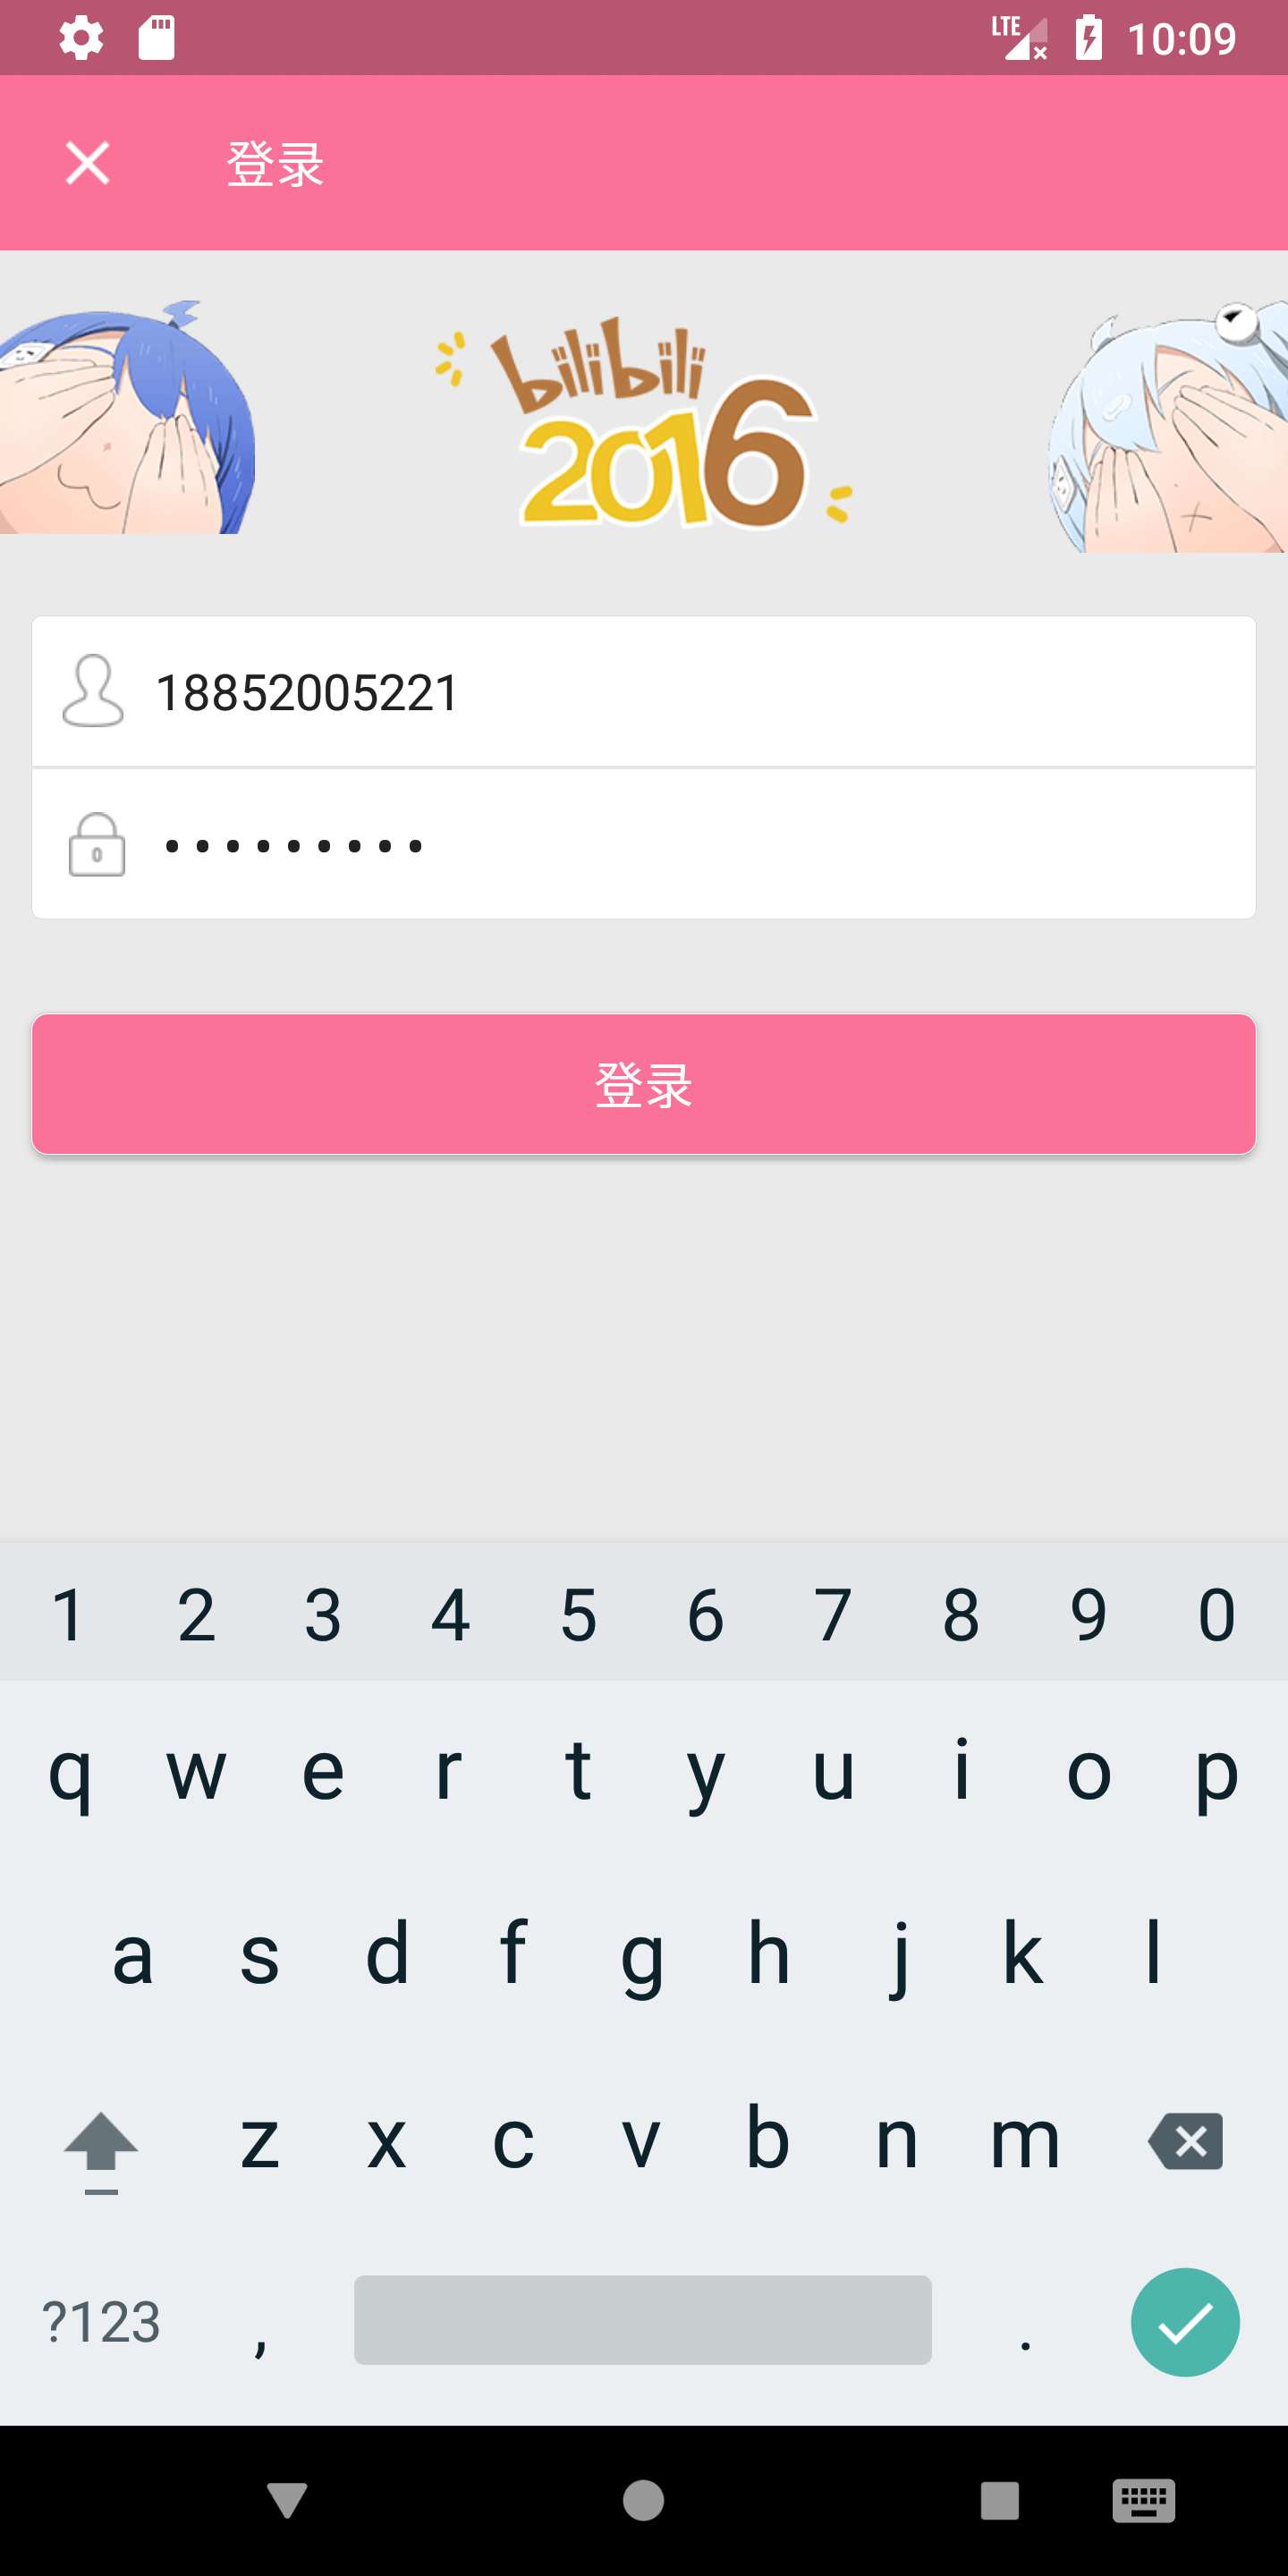 LTE 10:09
登录
bilibili
2016
18852005221
•••••••••
登录
1 2 3 4 5 6 7 8 9 0
q w e r t y u i o p
a s d f g h j k l
z x c v b n m
?123 , .